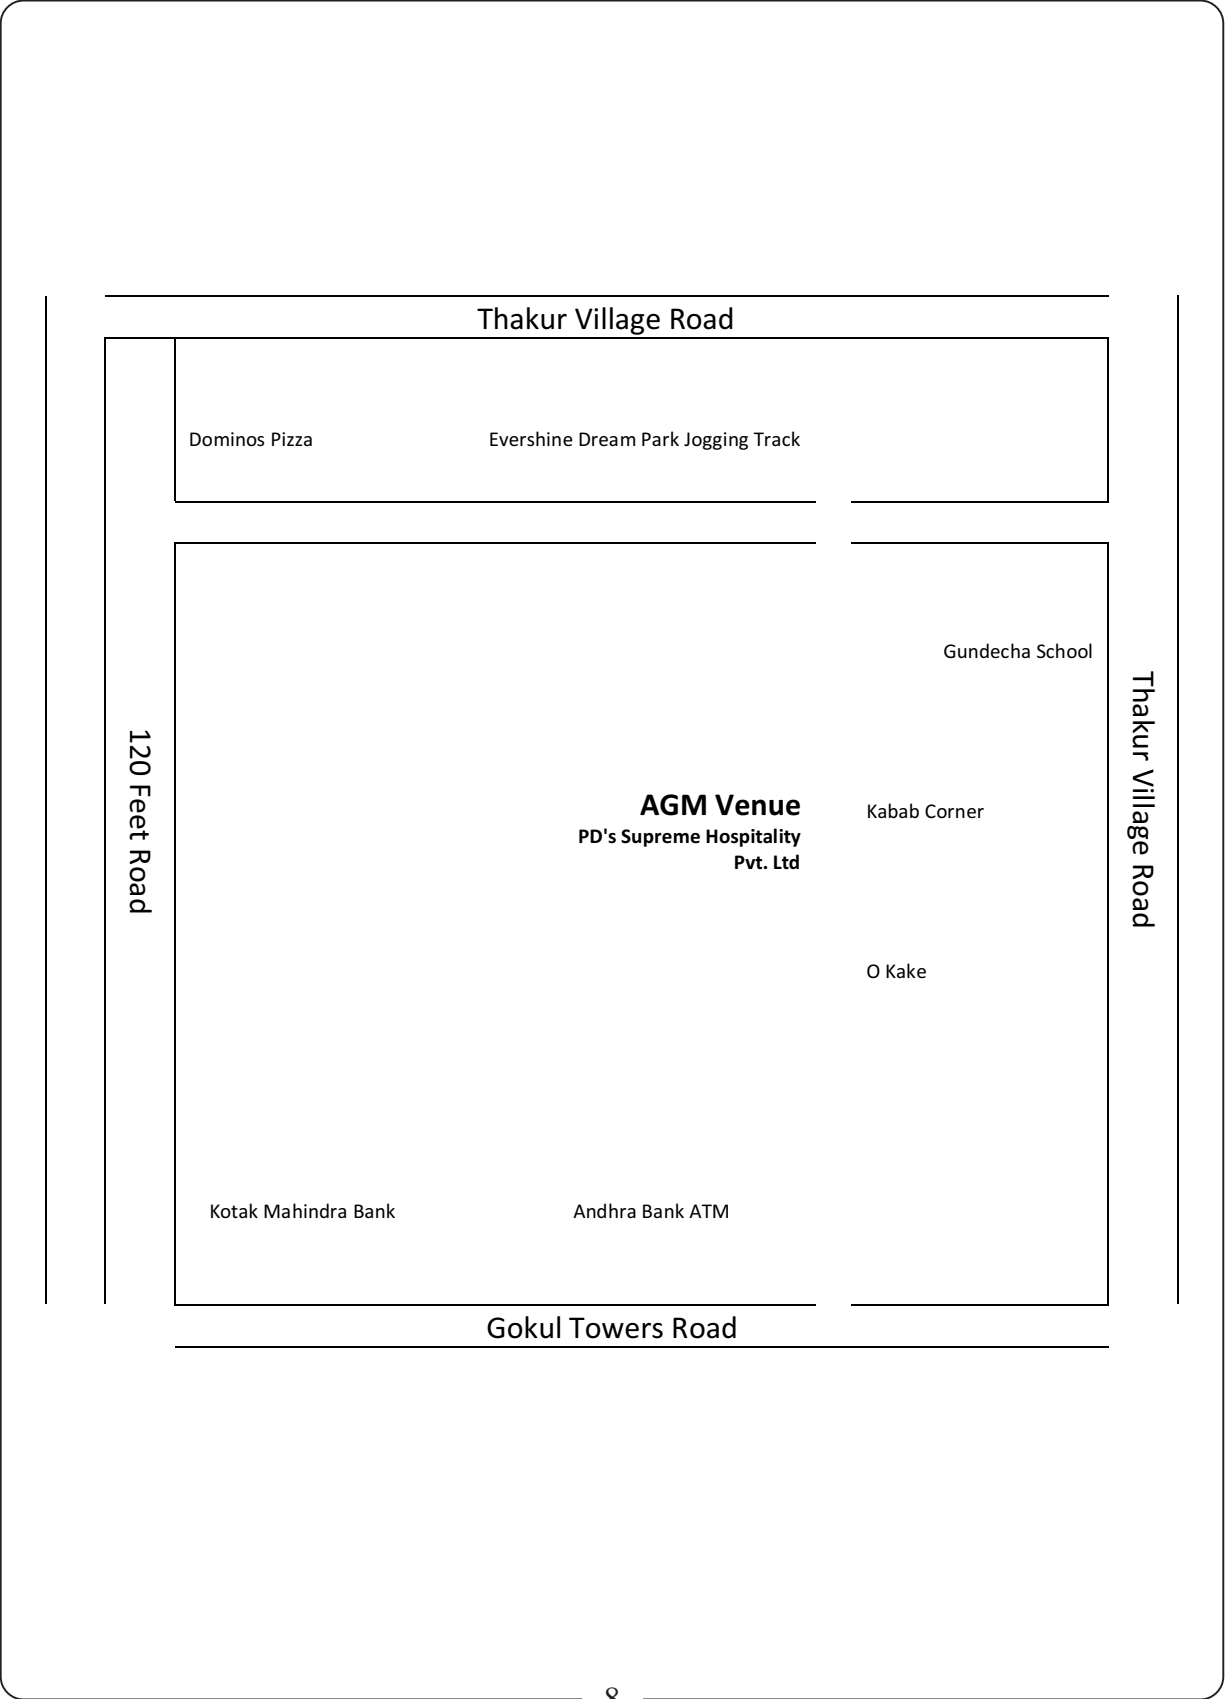 Thakur Village Road
Dominos Pizza
Evershine Dream Park Jogging Track
Gundecha School
Thakur Village Road
120 Feet Road
AGM Venue
PD's Supreme Hospitality
Pvt. Ltd
Kabab Corner
O Kake
Kotak Mahindra Bank
Andhra Bank ATM
Gokul Towers Road
8